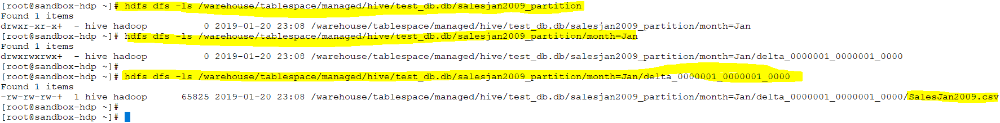 [root@sandbox-hdp ~]# hdfs dfs -ls /warehouse/tablespace/managed/hive/test_db.db/salesjan2009_partition
Found 1 items
drwxr-xr-x+  - hive hadoop          0 2019-01-20 23:08 /warehouse/tablespace/managed/hive/test_db.db/salesjan2009_partition/month=Jan
[root@sandbox-hdp ~]# hdfs dfs -ls /warehouse/tablespace/managed/hive/test_db.db/salesjan2009_partition/month=Jan
Found 1 items
drwxrwxrwx+  - hive hadoop          0 2019-01-20 23:08 /warehouse/tablespace/managed/hive/test_db.db/salesjan2009_partition/month=Jan/delta_0000001_0000001_0000
[root@sandbox-hdp ~]#
[root@sandbox-hdp ~]# hdfs dfs -ls /warehouse/tablespace/managed/hive/test_db.db/salesjan2009_partition/month=Jan/delta_0000001_0000001_0000
Found 1 items
-rw-rw-rw-+  1 hive hadoop      65825 2019-01-20 23:08 /warehouse/tablespace/managed/hive/test_db.db/salesjan2009_partition/month=Jan/delta_0000001_0000001_0000/SalesJan2009.csv
[root@sandbox-hdp ~]#
[root@sandbox-hdp ~]#